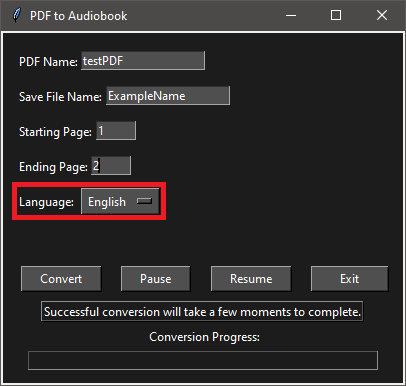 PDF to Audiobook
PDF Name: testPDF
Save File Name: ExampleName
Starting Page: 1
Ending Page: 2
Language: English
Convert Pause Resume Exit
Successful conversion will take a few moments to complete.
Conversion Progress: